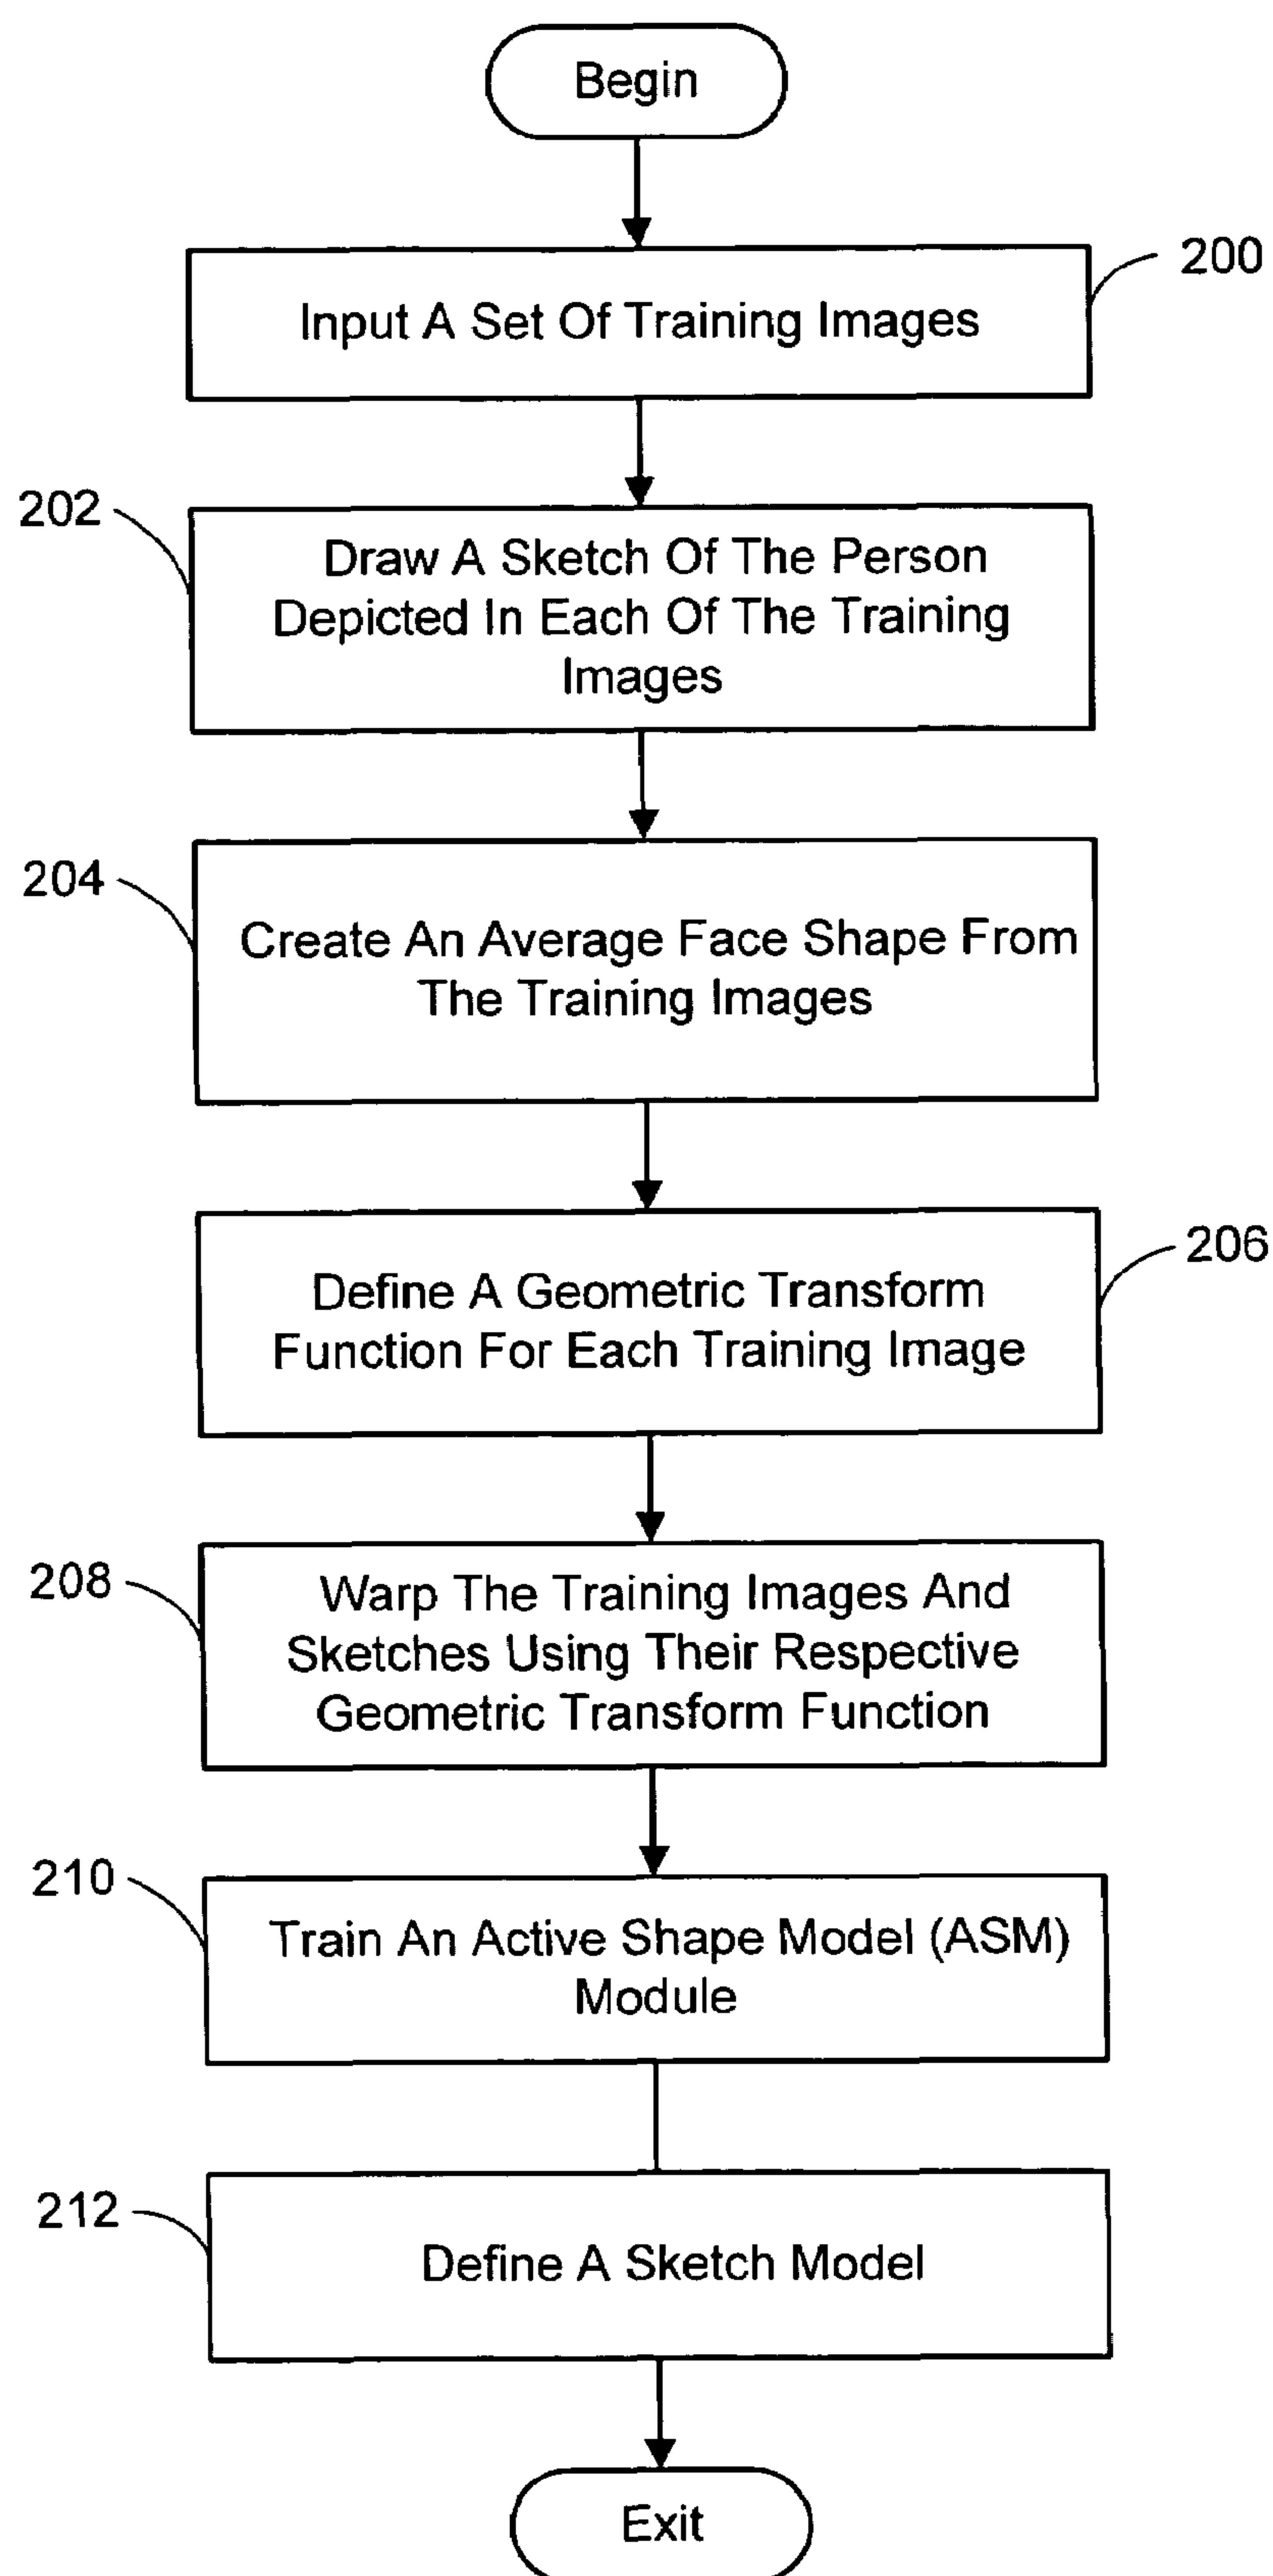 Begin
200
Input A Set Of Training Images
202
Draw A Sketch Of The Person
Depicted In Each Of The Training
Images
204
Create An Average Face Shape From
The Training Images
206
Define A Geometric Transform
Function For Each Training Image
208
Warp The Training Images And
Sketches Using Their Respective
Geometric Transform Function
210
Train An Active Shape Model (ASM)
Module
212
Define A Sketch Model
Exit